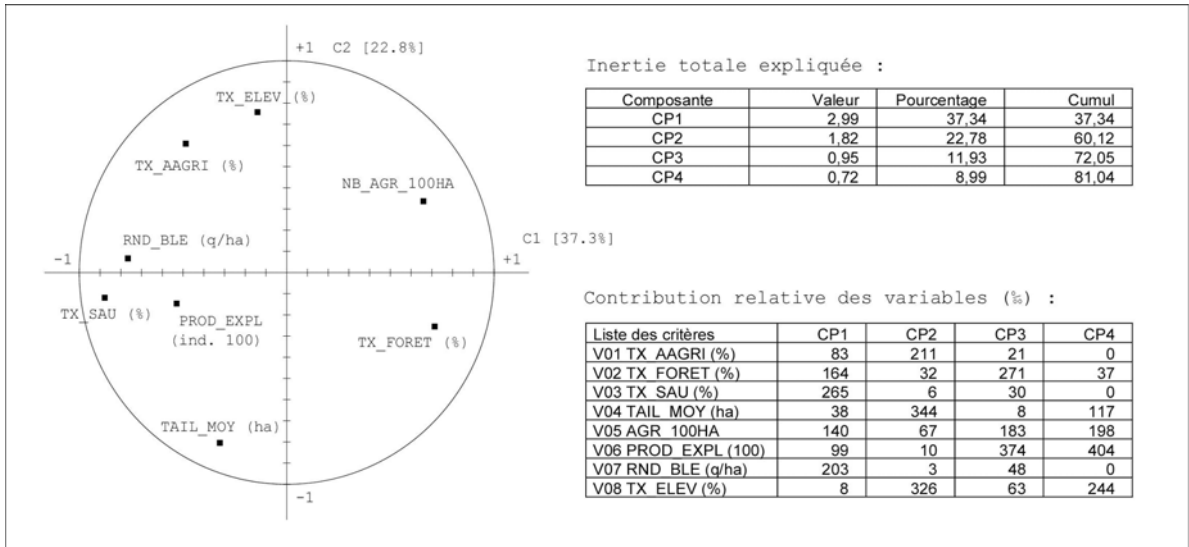 +1 C2 [22.8%]
TX_ELEV (%)
TX_AAGRI (%)
NB_AGR_100HA
RND_BLE (q/ha)
C1 [37.3%]
-1
+1
TX_SAU (%)
PROD_EXPL
(ind. 100)
TX_FORET (%)
TAIL_MOY (ha)
-1
Inertie totale expliquée :
Composante Valeur Pourcentage Cumul
CP1 2,99 37,34 37,34
CP2 1,82 22,78 60,12
CP3 0,95 11,93 72,05
CP4 0,72 8,99 81,04
Contribution relative des variables (‰) :
Liste des critères CP1 CP2 CP3 CP4
V01 TX_AAGRI (%) 83 211 21 0
V02 TX_FORET (%) 164 32 271 37
V03 TX_SAU (%) 265 6 30 0
V04 TAIL_MOY (ha) 38 344 8 117
V05 AGR_100HA 140 67 183 198
V06 PROD_EXPL (100) 99 10 374 404
V07 RND_BLE (q/ha) 203 3 48 0
V08 TX_ELEV (%) 8 326 63 244